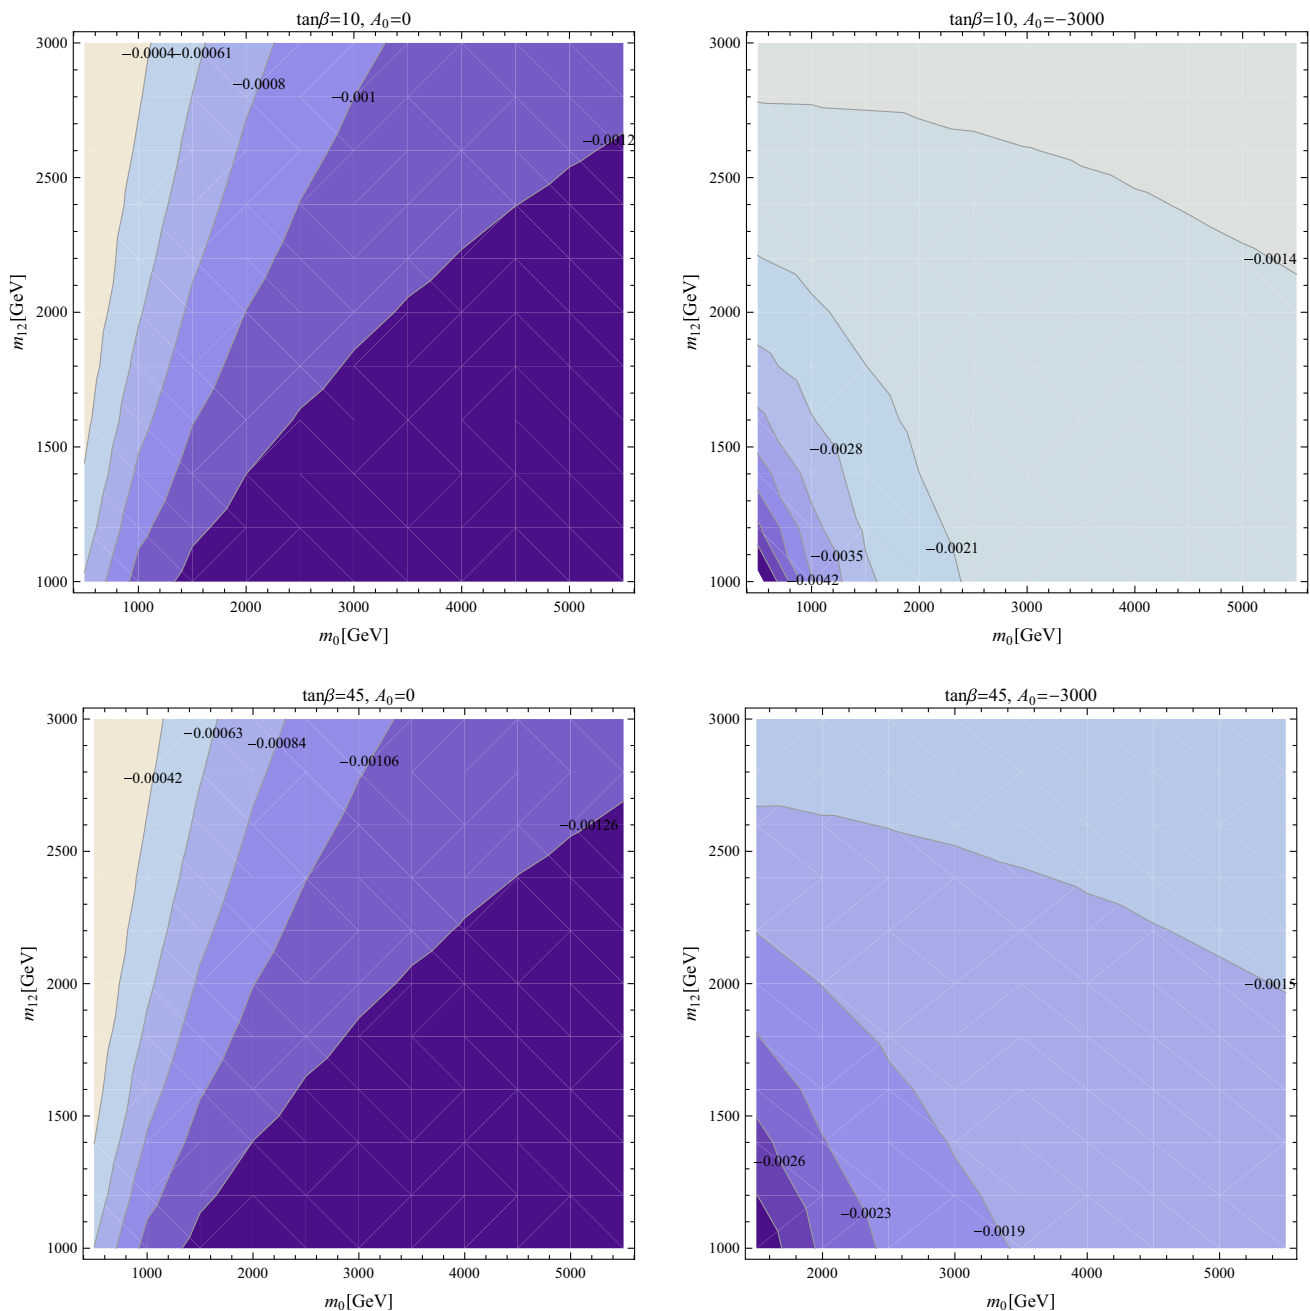 tanβ=10, A₀=0
3000
2500
2000
1500
1000
m₁₂[GeV]
−0.0004
−0.00061
−0.0008
−0.001
−0.0012
1000 2000 3000 4000 5000
m₀[GeV]
tanβ=10, A₀=−3000
3000
2500
2000
1500
1000
m₁₂[GeV]
−0.0014
−0.0028
−0.0021
−0.0035
−0.0042
1000 2000 3000 4000 5000
m₀[GeV]
tanβ=45, A₀=0
3000
2500
2000
1500
1000
m₁₂[GeV]
−0.00063
−0.00084
−0.00106
−0.00042
−0.00126
1000 2000 3000 4000 5000
m₀[GeV]
tanβ=45, A₀=−3000
3000
2500
2000
1500
1000
m₁₂[GeV]
−0.0015
−0.0026
−0.0023
−0.0019
2000 3000 4000 5000
m₀[GeV]